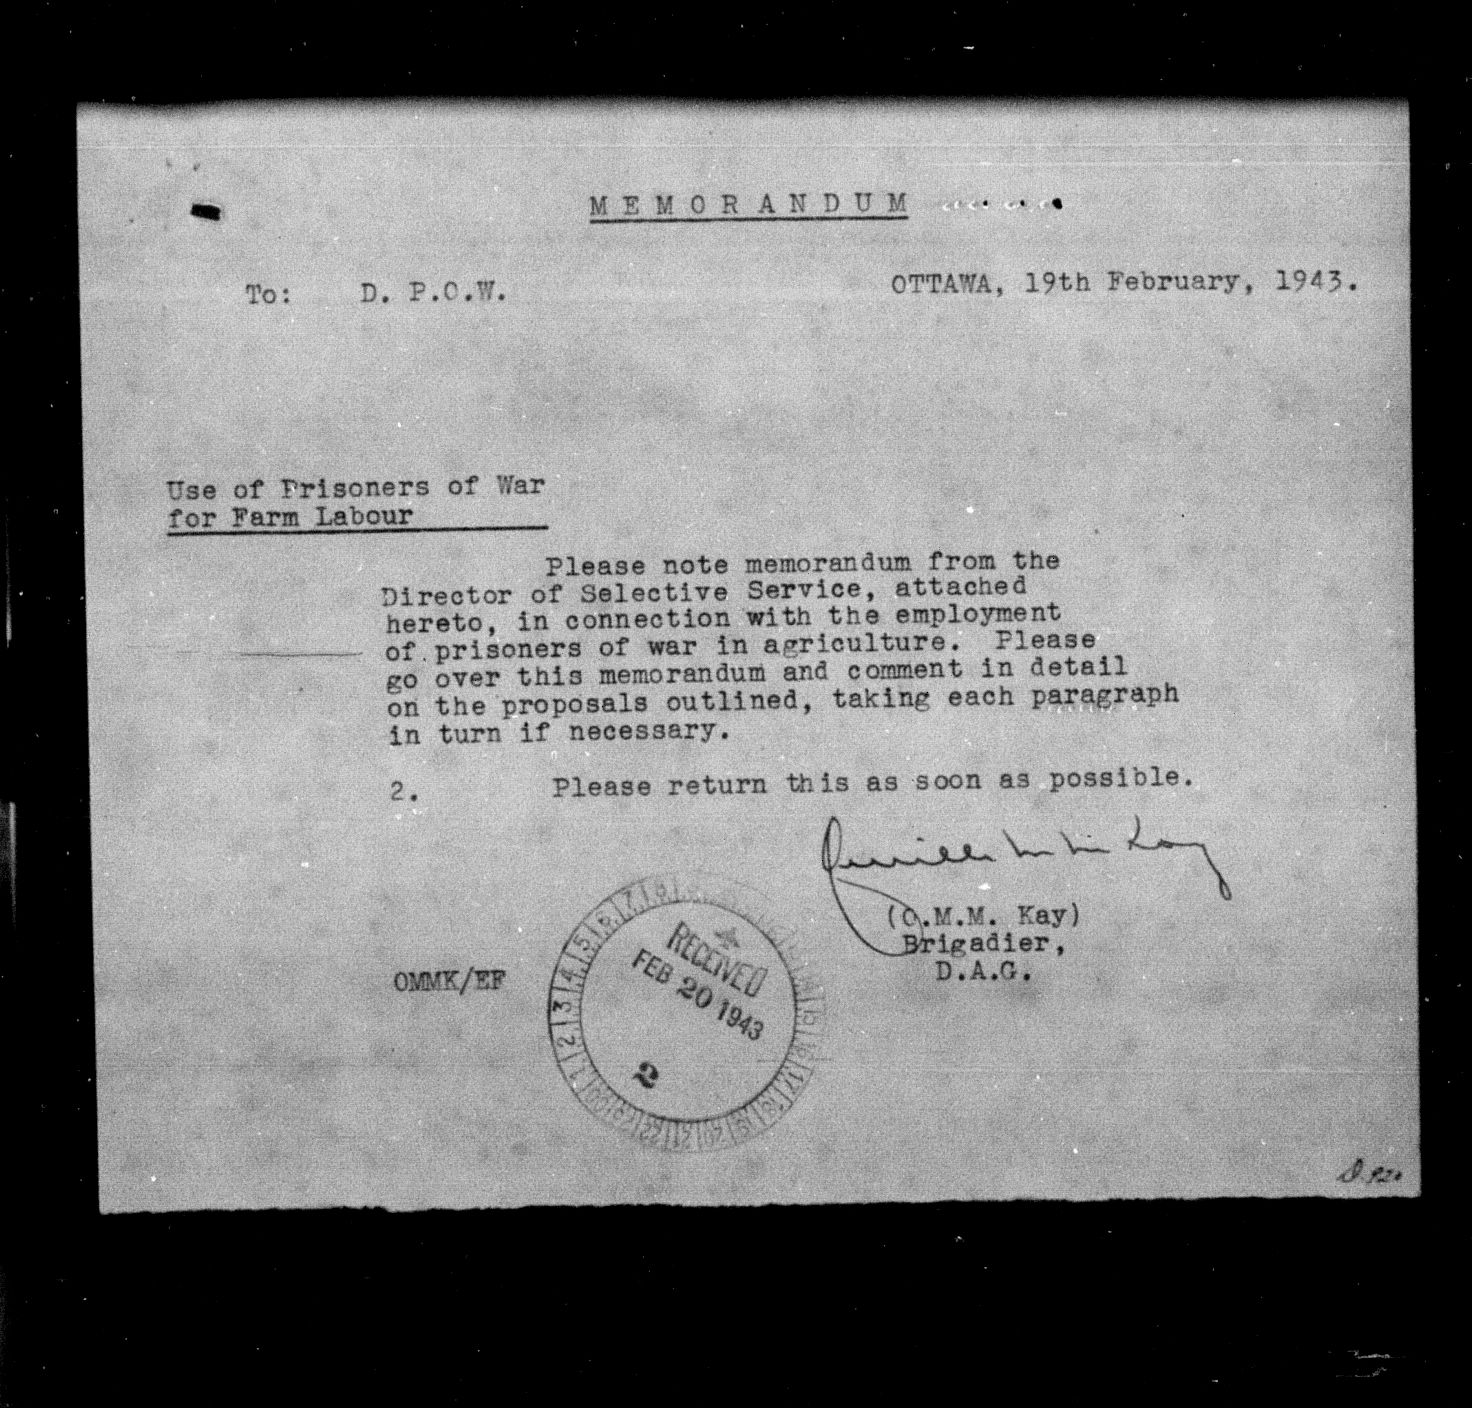 MEMORANDUM
To: D. P.O.W.
OTTAWA, 19th February, 1943.
Use of Prisoners of War
for Farm Labour
Please note memorandum from the
Director of Selective Service, attached
hereto, in connection with the employment
of prisoners of war in agriculture. Please
go over this memorandum and comment in detail
on the proposals outlined, taking each paragraph
in turn if necessary.
2. Please return this as soon as possible.
(O.M.M. Kay)
Brigadier,
D.A.G.
OMMK/EF
RECEIVED
FEB 20 1943
2